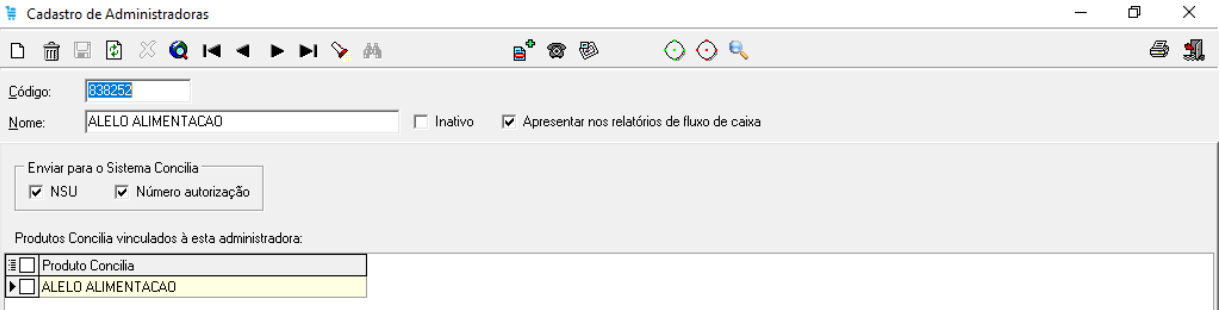 Cadastro de Administradoras
Código: 838252
Nome: ALELO ALIMENTACAO Inativo Apresentar nos relatórios de fluxo de caixa
Enviar para o Sistema Concilia
NSU Número autorização
Produtos Concilia vinculados à esta administradora:
Produto Concilia
ALELO ALIMENTACAO